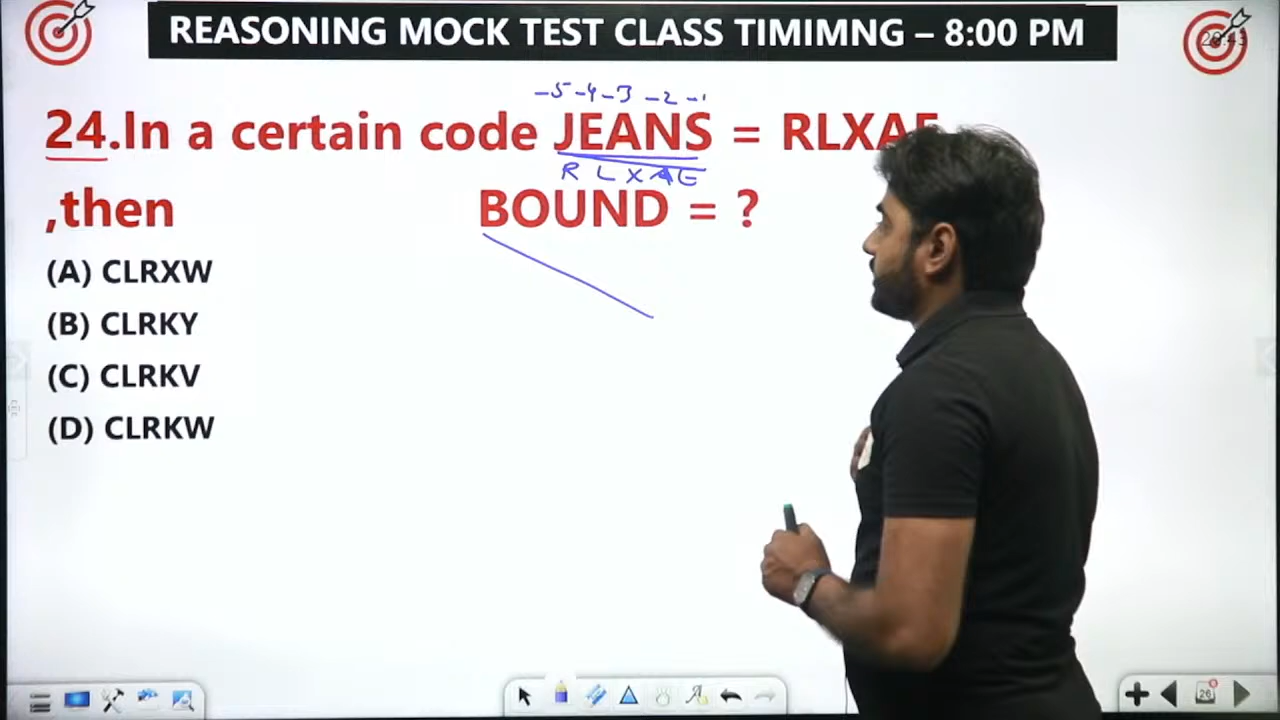 REASONING MOCK TEST CLASS TIMIMNG – 8:00 PM
-5 -4 -3 -2 -1
24.In a certain code JEANS = RLXAE
R L X A E
,then BOUND = ?
(A) CLRXW
(B) CLRKY
(C) CLRKV
(D) CLRKW
26